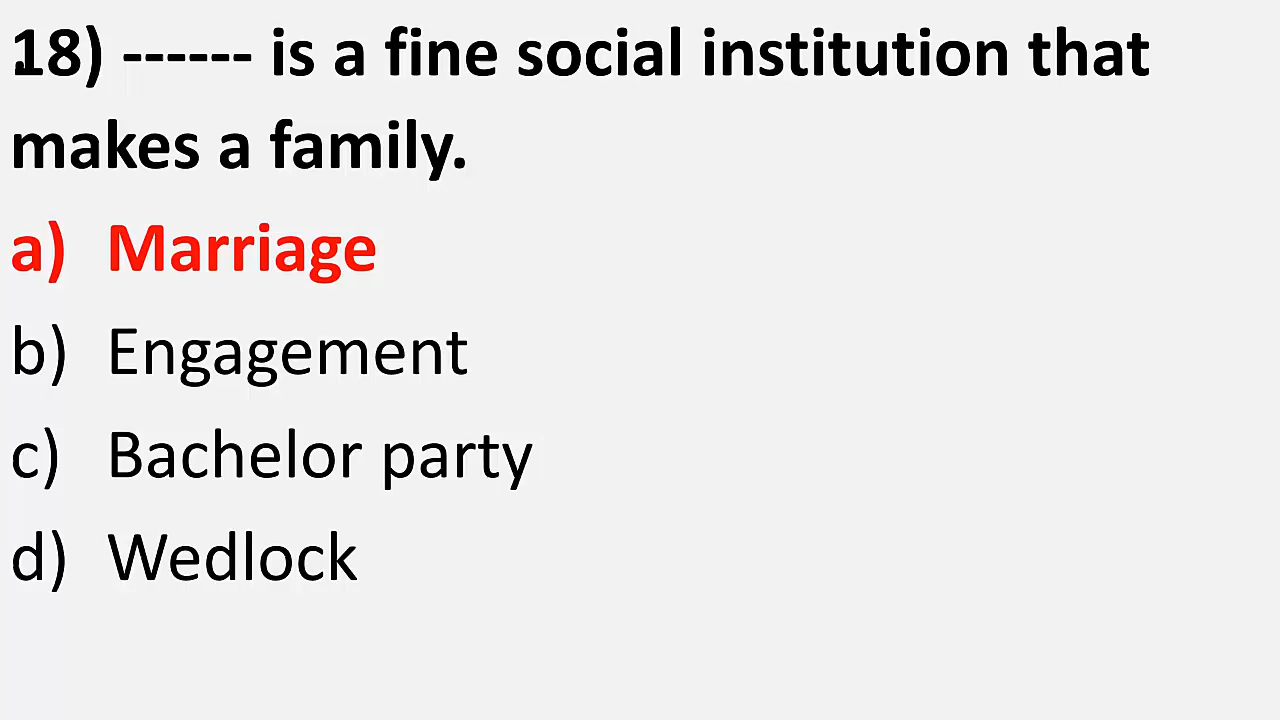 18) ------ is a fine social institution that
makes a family.
a) Marriage
b) Engagement
c) Bachelor party
d) Wedlock